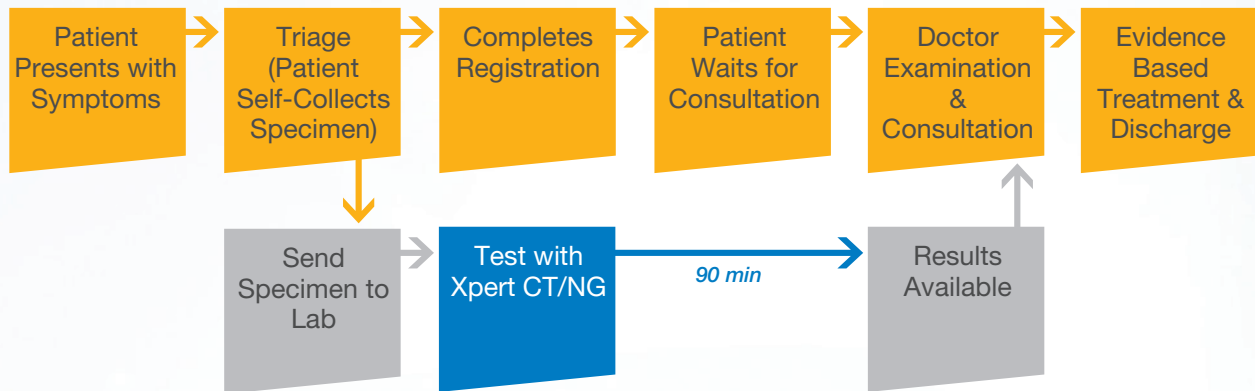 Patient
Presents with
Symptoms
Triage
(Patient
Self-Collects
Specimen)
Completes
Registration
Patient
Waits for
Consultation
Doctor
Examination
&
Consultation
Evidence
Based
Treatment &
Discharge
Send
Specimen to
Lab
Test with
Xpert CT/NG
90 min
Results
Available